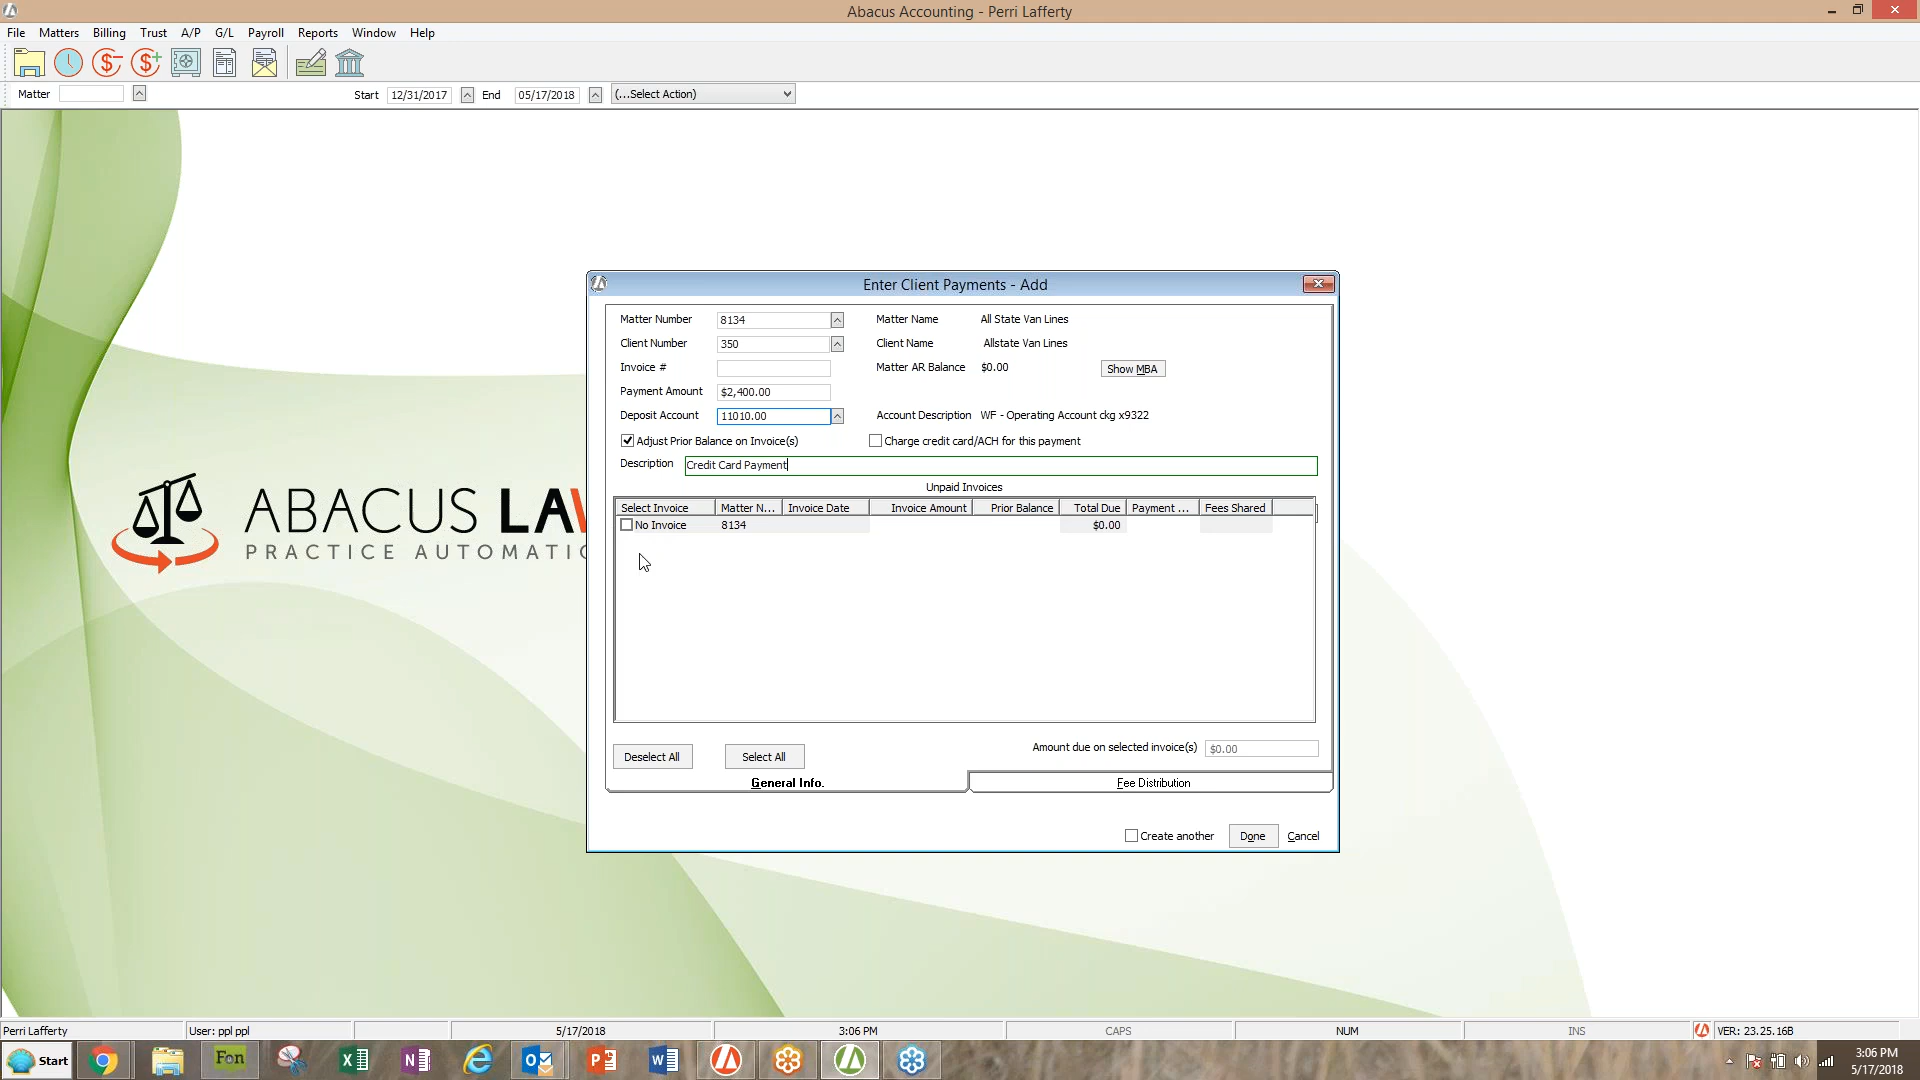 Abacus Accounting - Perri Lafferty
File Matters Billing Trust A/P G/L Payroll Reports Window Help
Matter Start 12/31/2017 End 05/17/2018 (...Select Action)
ABACUS LAW
PRACTICE AUTOMATIC
Enter Client Payments - Add
Matter Number 8134 Matter Name All State Van Lines
Client Number 350 Client Name Allstate Van Lines
Invoice # Matter AR Balance $0.00 Show MBA
Payment Amount $2,400.00
Deposit Account 11010.00 Account Description WF - Operating Account ckg x9322
Adjust Prior Balance on Invoice(s) Charge credit card/ACH for this payment
Description Credit Card Payment
Unpaid Invoices
Select Invoice Matter N... Invoice Date Invoice Amount Prior Balance Total Due Payment ... Fees Shared
No Invoice 8134 $0.00
Amount due on selected invoice(s) $0.00
Deselect All Select All
General Info. Fee Distribution
Create another Done Cancel
Perri Lafferty User: ppl ppl 5/17/2018 3:06 PM CAPS NUM INS VER: 23.25.16B
Start Fon 3:06 PM
5/17/2018